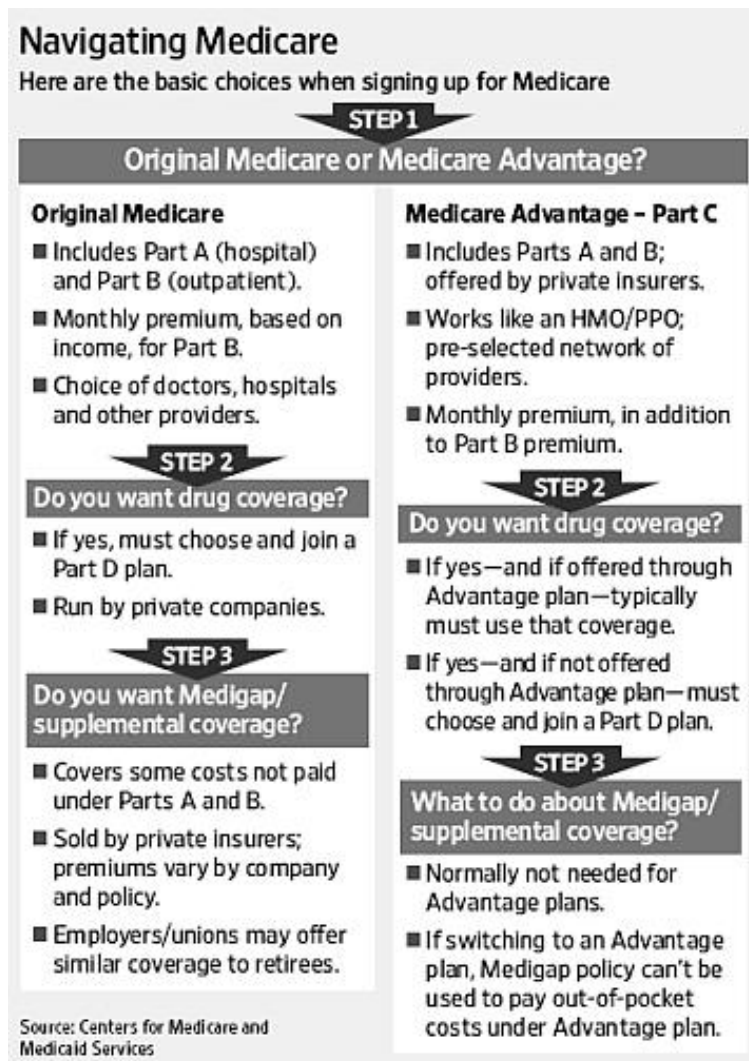 Navigating Medicare
Here are the basic choices when signing up for Medicare
STEP 1
Original Medicare or Medicare Advantage?
Original Medicare
■ Includes Part A (hospital)
and Part B (outpatient).
■ Monthly premium, based on
income, for Part B.
■ Choice of doctors, hospitals
and other providers.
STEP 2
Do you want drug coverage?
■ If yes, must choose and join a
Part D plan.
■ Run by private companies.
STEP 3
Do you want Medigap/
supplemental coverage?
■ Covers some costs not paid
under Parts A and B.
■ Sold by private insurers;
premiums vary by company
and policy.
■ Employers/unions may offer
similar coverage to retirees.
Medicare Advantage – Part C
■ Includes Parts A and B;
offered by private insurers.
■ Works like an HMO/PPO;
pre-selected network of
providers.
■ Monthly premium, in addition
to Part B premium.
STEP 2
Do you want drug coverage?
■ If yes—and if offered through
Advantage plan—typically
must use that coverage.
■ If yes—and if not offered
through Advantage plan—must
choose and join a Part D plan.
STEP 3
What to do about Medigap/
supplemental coverage?
■ Normally not needed for
Advantage plans.
■ If switching to an Advantage
plan, Medigap policy can't be
used to pay out-of-pocket
costs under Advantage plan.
Source: Centers for Medicare and
Medicaid Services